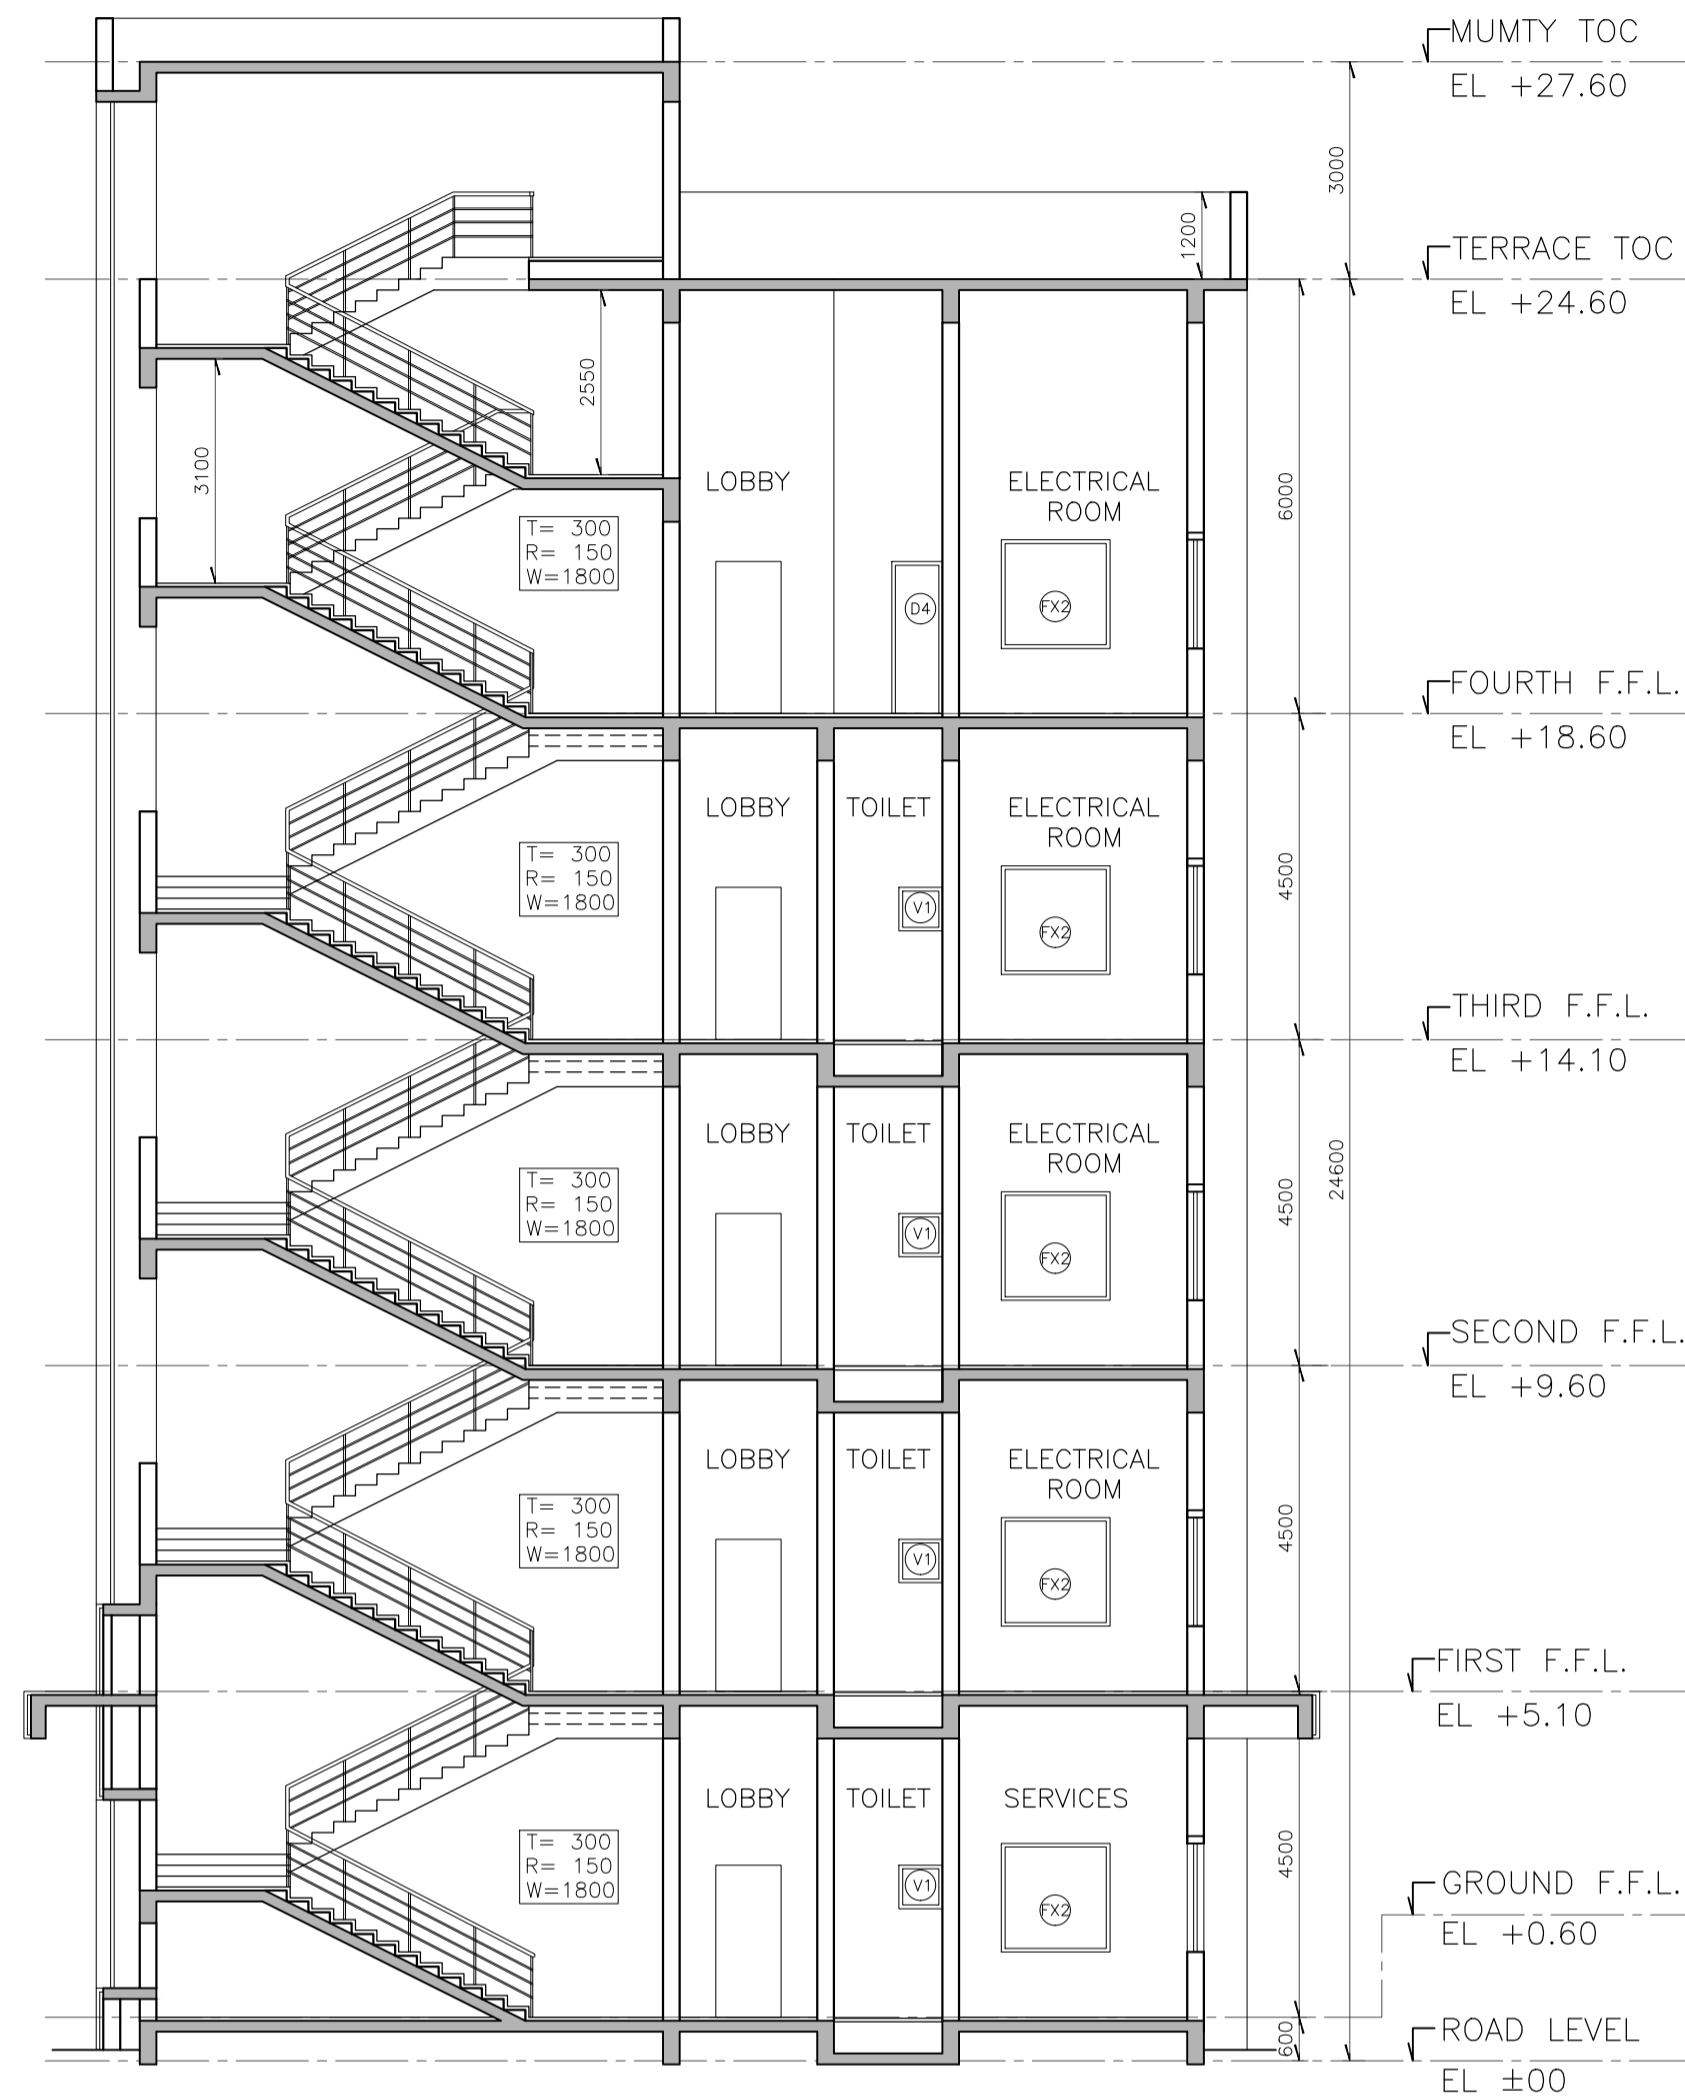 MUMTY TOC
EL +27.60
3000
1200
TERRACE TOC
EL +24.60
2550
3100
LOBBY
ELECTRICAL
ROOM
6000
T= 300
R= 150
W=1800
D4
FX2
FOURTH F.F.L.
EL +18.60
LOBBY
TOILET
ELECTRICAL
ROOM
T= 300
R= 150
W=1800
V1
FX2
4500
THIRD F.F.L.
EL +14.10
LOBBY
TOILET
ELECTRICAL
ROOM
T= 300
R= 150
W=1800
V1
FX2
4500
24600
SECOND F.F.L.
EL +9.60
LOBBY
TOILET
ELECTRICAL
ROOM
T= 300
R= 150
W=1800
V1
FX2
4500
FIRST F.F.L.
EL +5.10
LOBBY
TOILET
SERVICES
T= 300
R= 150
W=1800
V1
FX2
4500
GROUND F.F.L.
EL +0.60
600
ROAD LEVEL
EL ±00